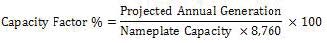 Capacity Factor % = Projected Annual Generation / Nameplate Capacity × 8,760 × 100